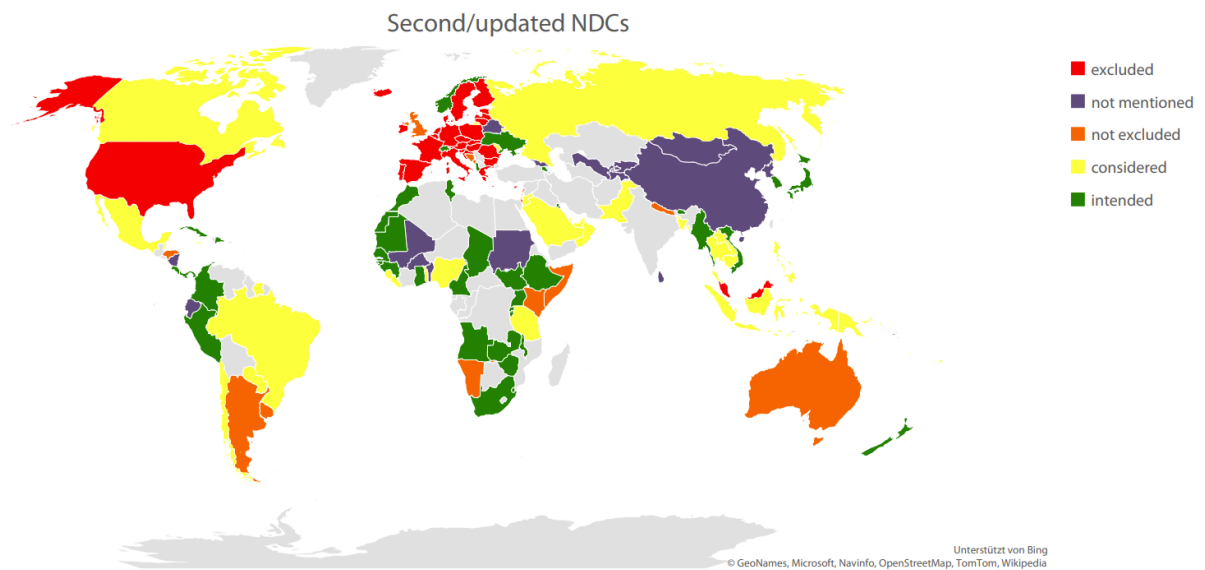 Second/updated NDCs
excluded
not mentioned
not excluded
considered
intended
Unterstützt von Bing
© GeoNames, Microsoft, Navinfo, OpenStreetMap, TomTom, Wikipedia